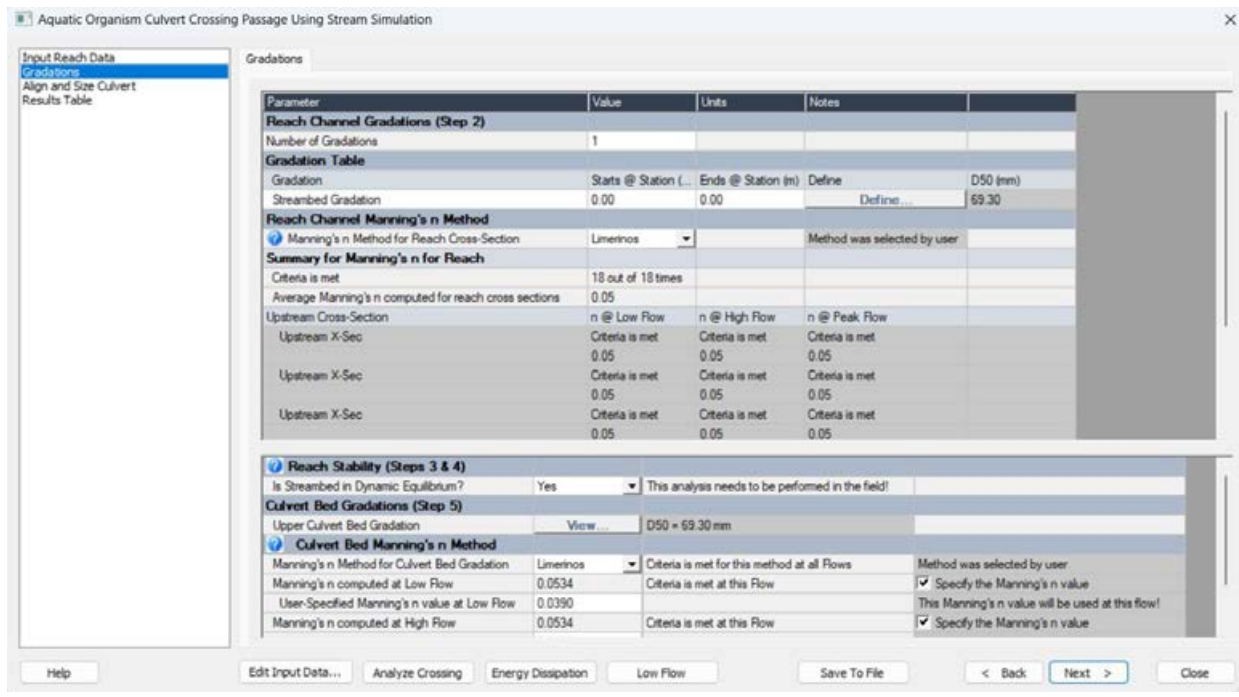 Aquatic Organism Culvert Crossing Passage Using Stream Simulation
Input Reach Data
Gradations
Align and Size Culvert
Results Table
Gradations
Parameter Value Units Notes
Reach Channel Gradations (Step 2)
Number of Gradations 1
Gradation Table
Gradation Starts @ Station (... Ends @ Station (m) Define D50 (mm)
Streambed Gradation 0.00 0.00 Define... 69.30
Reach Channel Manning's n Method
Manning's n Method for Reach Cross-Section Limerinos Method was selected by user
Summary for Manning's n for Reach
Criteria is met 18 out of 18 times
Average Manning's n computed for reach cross sections 0.05
Upstream Cross-Section n @ Low Flow n @ High Flow n @ Peak Flow
Upstream X-Sec Criteria is met Criteria is met Criteria is met
0.05 0.05 0.05
Upstream X-Sec Criteria is met Criteria is met Criteria is met
0.05 0.05 0.05
Upstream X-Sec Criteria is met Criteria is met Criteria is met
0.05 0.05 0.05
Reach Stability (Steps 3 & 4)
Is Streambed in Dynamic Equilibrium? Yes This analysis needs to be performed in the field!
Culvert Bed Gradations (Step 5)
Upper Culvert Bed Gradation View... D50 = 69.30 mm
Culvert Bed Manning's n Method
Manning's n Method for Culvert Bed Gradation Limerinos Criteria is met for this method at all Flows Method was selected by user
Manning's n computed at Low Flow 0.0534 Criteria is met at this Flow Specify the Manning's n value
User-Specified Manning's n value at Low Flow 0.0390 This Manning's n value will be used at this flow!
Manning's n computed at High Flow 0.0534 Criteria is met at this Flow Specify the Manning's n value
Help Edit Input Data... Analyze Crossing Energy Dissipation Low Flow Save To File < Back Next > Close